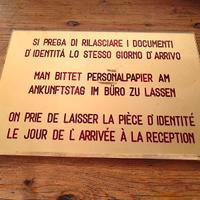 SI PREGA DI RILASCIARE I DOCUMENTI
D'IDENTITÀ LO STESSO GIORNO D'ARRIVO
MAN BITTET PERSONALPAPIER AM
ANKUNFTSTAG IM BÜRO ZU LASSEN
ON PRIE DE LAISSER LA PIÈCE D'IDENTITÉ
LE JOUR DE L'ARRIVÉE À LA RECEPTION